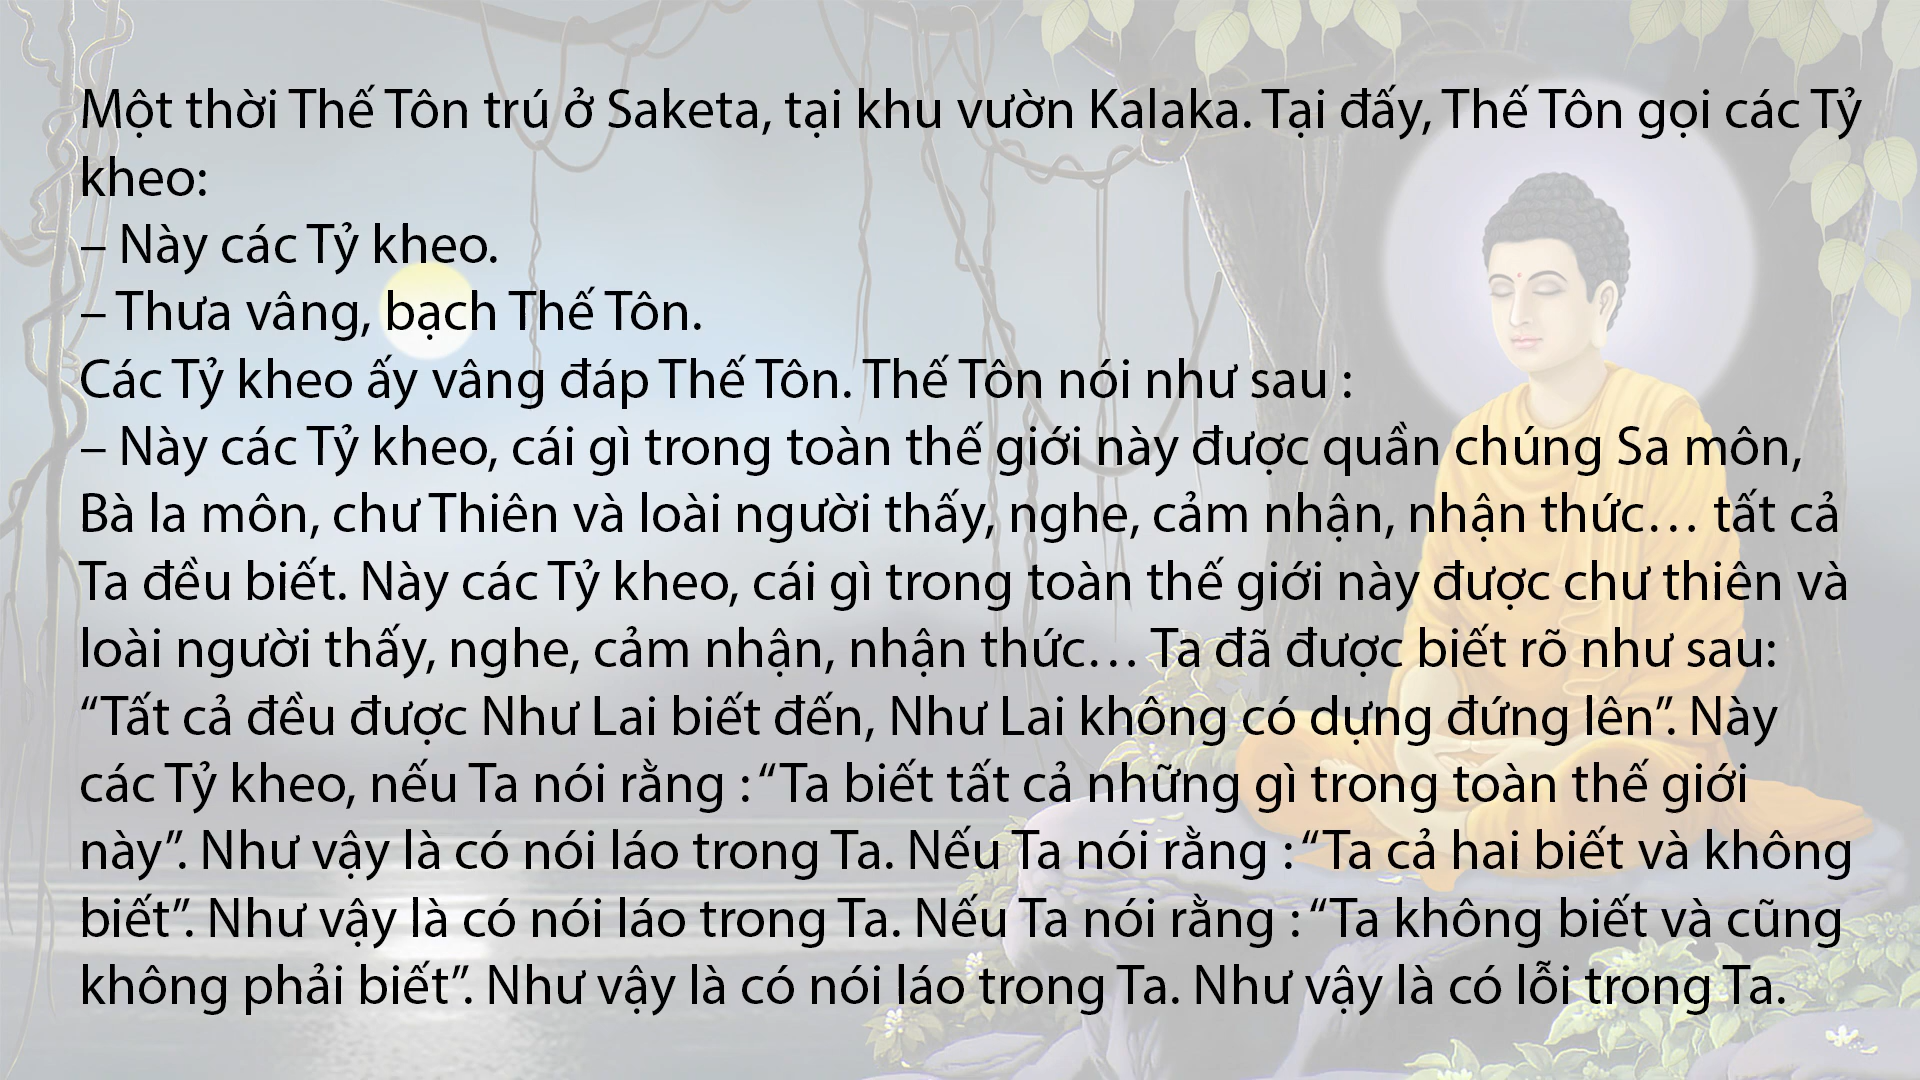 Một thời Thế Tôn trú ở Saketa, tại khu vườn Kalaka. Tại đấy, Thế Tôn gọi các Tỷ
kheo:
– Này các Tỷ kheo.
– Thưa vâng, bạch Thế Tôn.
Các Tỷ kheo ấy vâng đáp Thế Tôn. Thế Tôn nói như sau :
– Này các Tỷ kheo, cái gì trong toàn thế giới này được quần chúng Sa môn,
Bà la môn, chư Thiên và loài người thấy, nghe, cảm nhận, nhận thức… tất cả
Ta đều biết. Này các Tỷ kheo, cái gì trong toàn thế giới này được chư thiên và
loài người thấy, nghe, cảm nhận, nhận thức… Ta đã được biết rõ như sau:
“Tất cả đều được Như Lai biết đến, Như Lai không có dựng đứng lên”. Này
các Tỷ kheo, nếu Ta nói rằng : “Ta biết tất cả những gì trong toàn thế giới
này”. Như vậy là có nói láo trong Ta. Nếu Ta nói rằng : “Ta cả hai biết và không
biết”. Như vậy là có nói láo trong Ta. Nếu Ta nói rằng : “Ta không biết và cũng
không phải biết”. Như vậy là có nói láo trong Ta. Như vậy là có lỗi trong Ta.